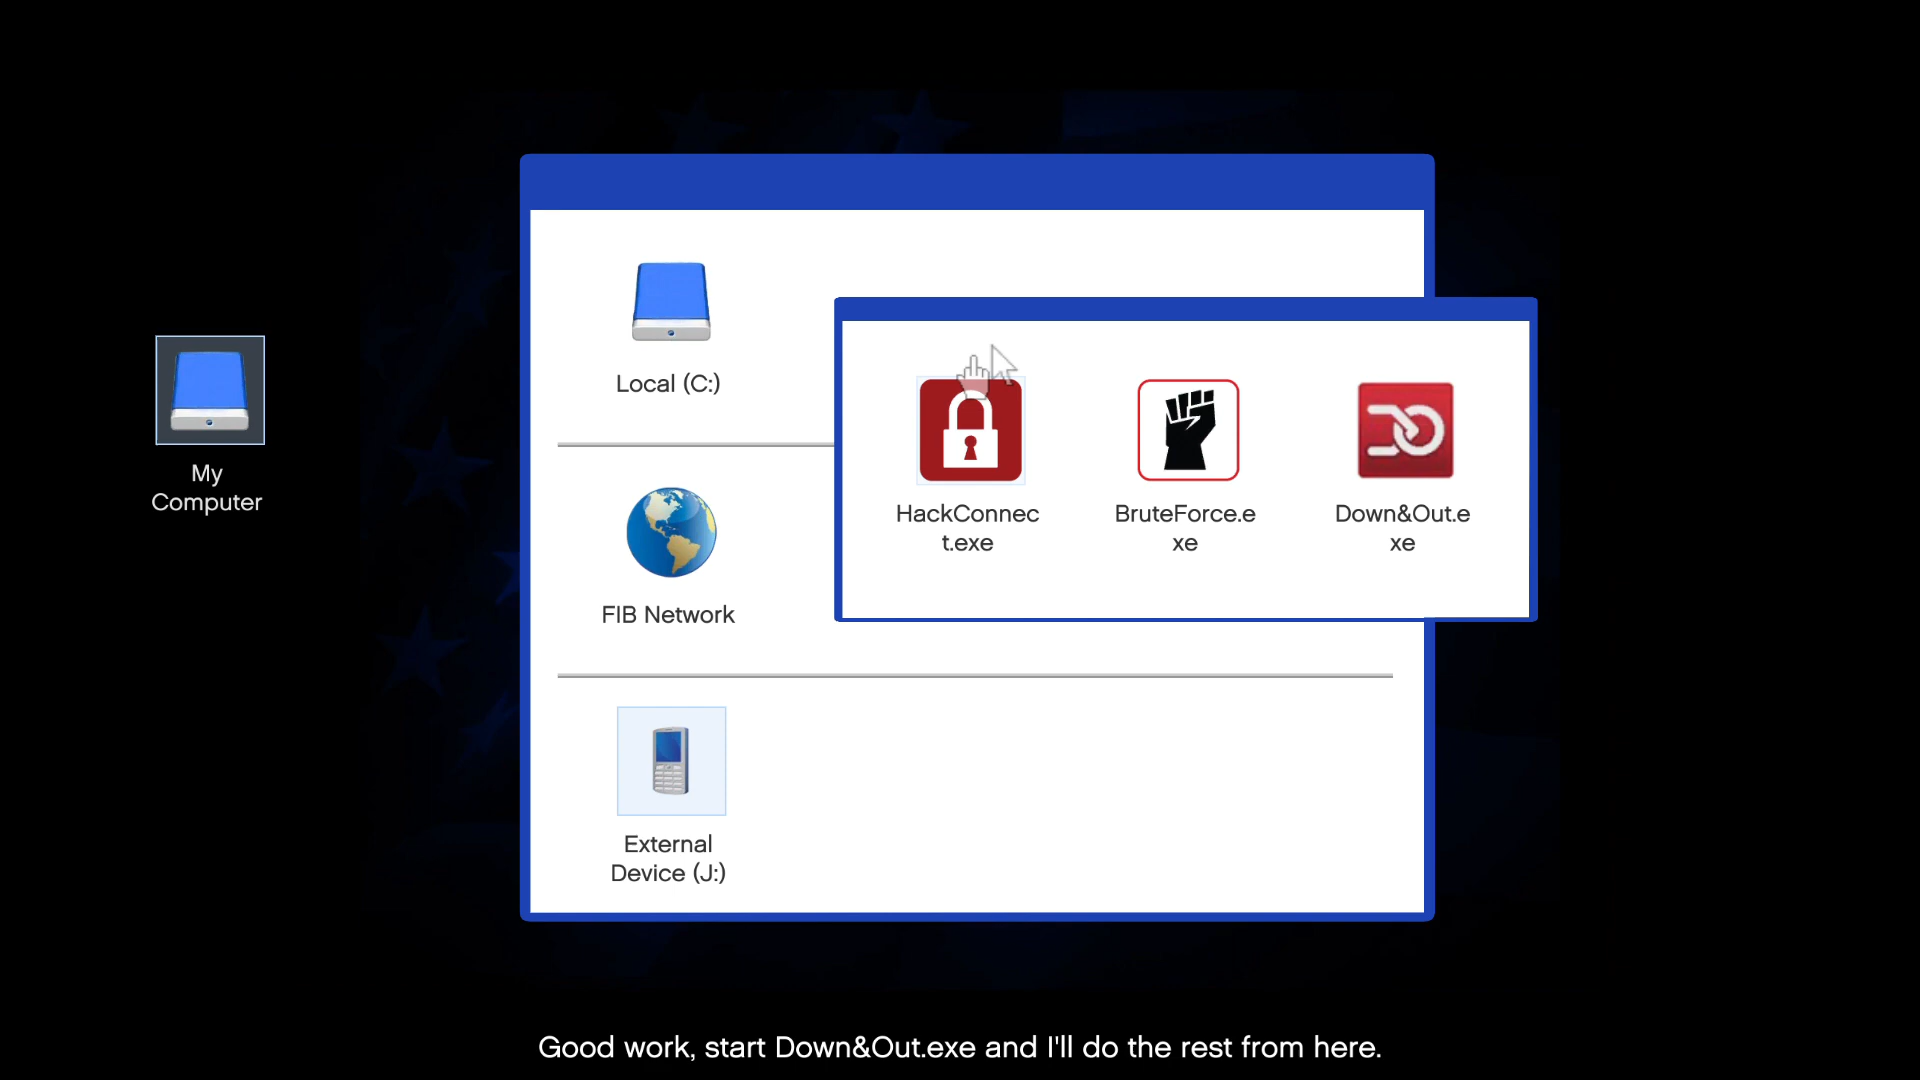 My
Computer
Local (C:)
FIB Network
External
Device (J:)
HackConnec
t.exe
BruteForce.e
xe
Down&Out.e
xe
Good work, start Down&Out.exe and I'll do the rest from here.